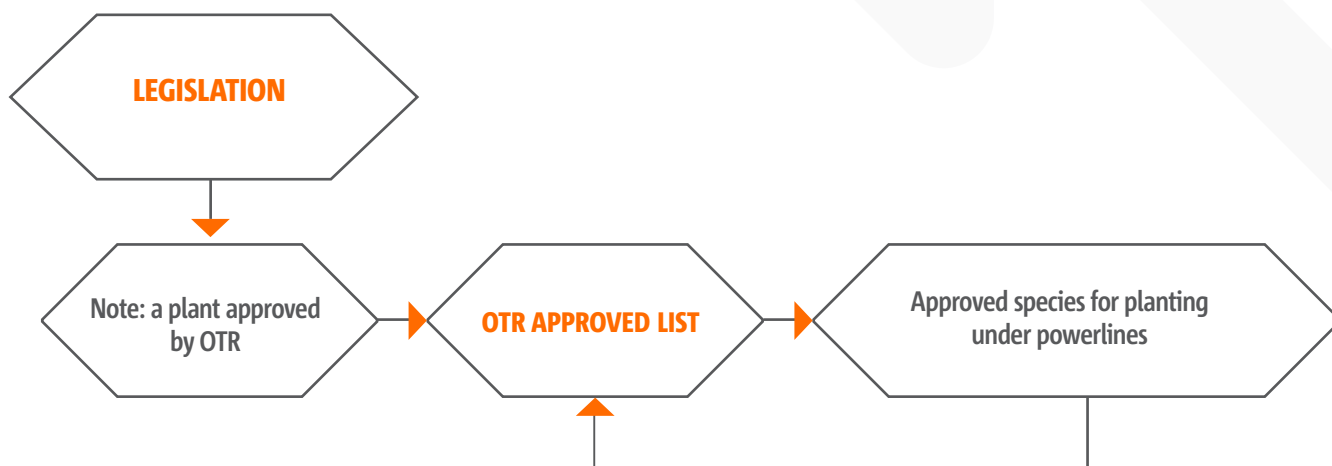 LEGISLATION
Note: a plant approved
by OTR
OTR APPROVED LIST
Approved species for planting
under powerlines